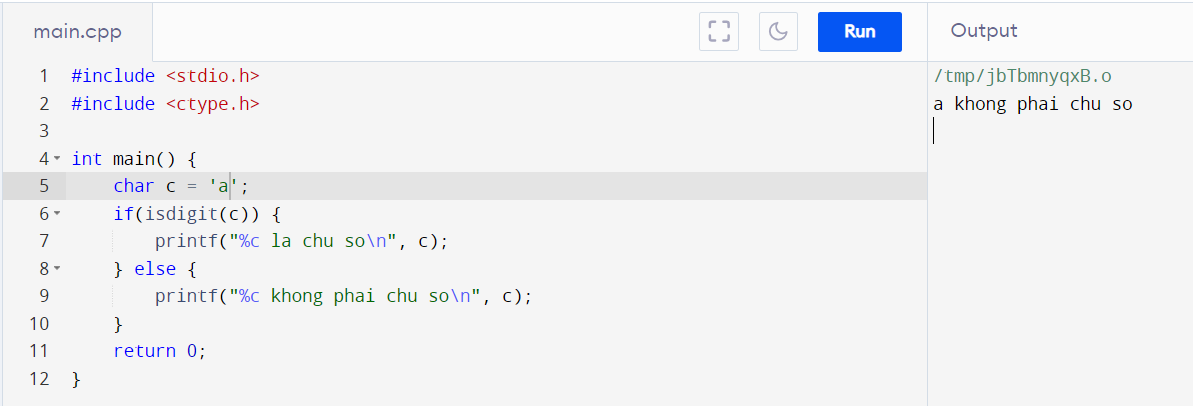 main.cpp
Run
Output
1 #include <stdio.h>
2 #include <ctype.h>
3
4 int main() {
5     char c = 'a';
6     if(isdigit(c)) {
7         printf("%c la chu so\n", c);
8     } else {
9         printf("%c khong phai chu so\n", c);
10     }
11     return 0;
12 }
/tmp/jbTbmnyqxB.o
a khong phai chu so